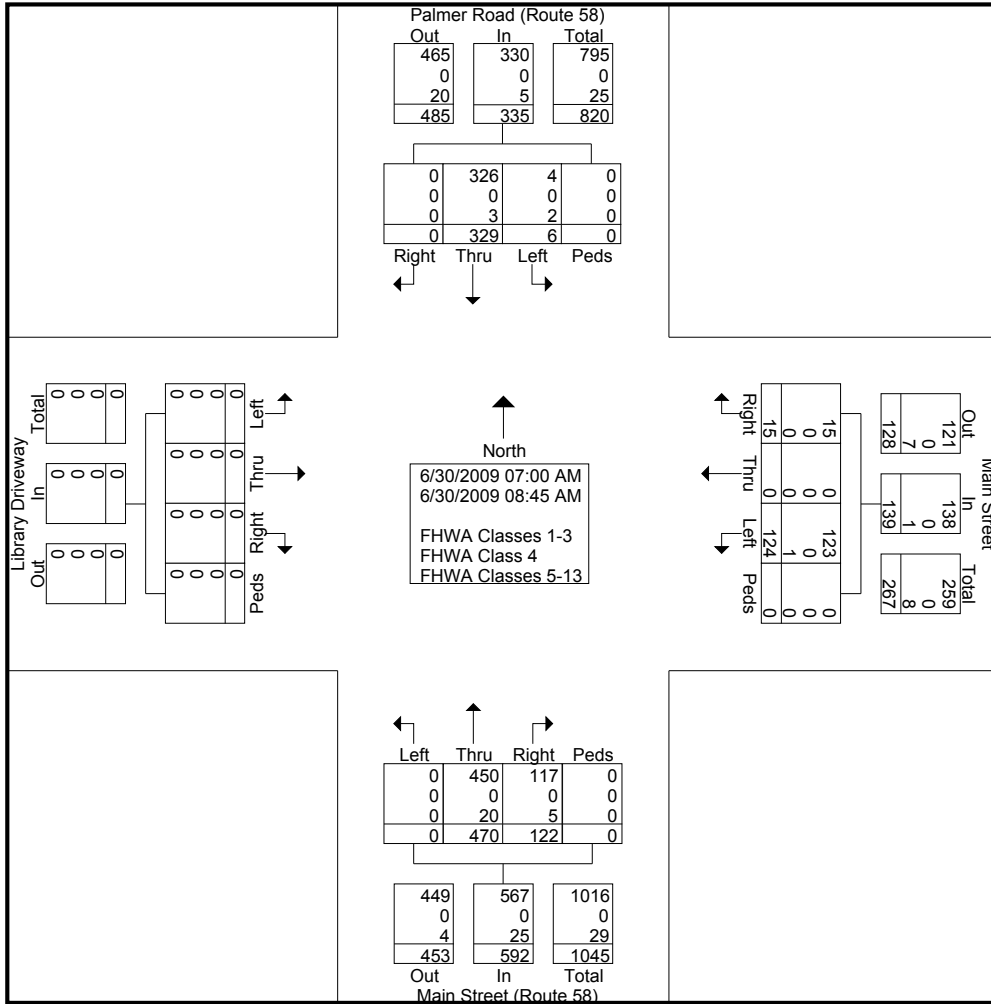 Palmer Road (Route 58)
Out In Total
465 330 795
0 0 0
20 5 25
485 335 820
0 326 4 0
0 0 0 0
0 3 2 0
0 329 6 0
Right Thru Left Peds
Library Driveway
Total In Out
0 0 0
0 0 0
0 0 0
0 0 0
0 0 0 0
0 0 0 0
0 0 0 0
0 0 0 0
Left Thru Right Peds
North
6/30/2009 07:00 AM
6/30/2009 08:45 AM
FHWA Classes 1-3
FHWA Class 4
FHWA Classes 5-13
Main Street
Out In Total
121 138 259
0 0 0
7 1 8
128 139 267
15 0 123 0
0 0 0 0
0 0 1 0
15 0 124 0
Right Thru Left Peds
Left Thru Right Peds
0 450 117 0
0 0 0 0
0 20 5 0
0 470 122 0
449 567 1016
0 0 0
4 25 29
453 592 1045
Out In Total
Main Street (Route 58)